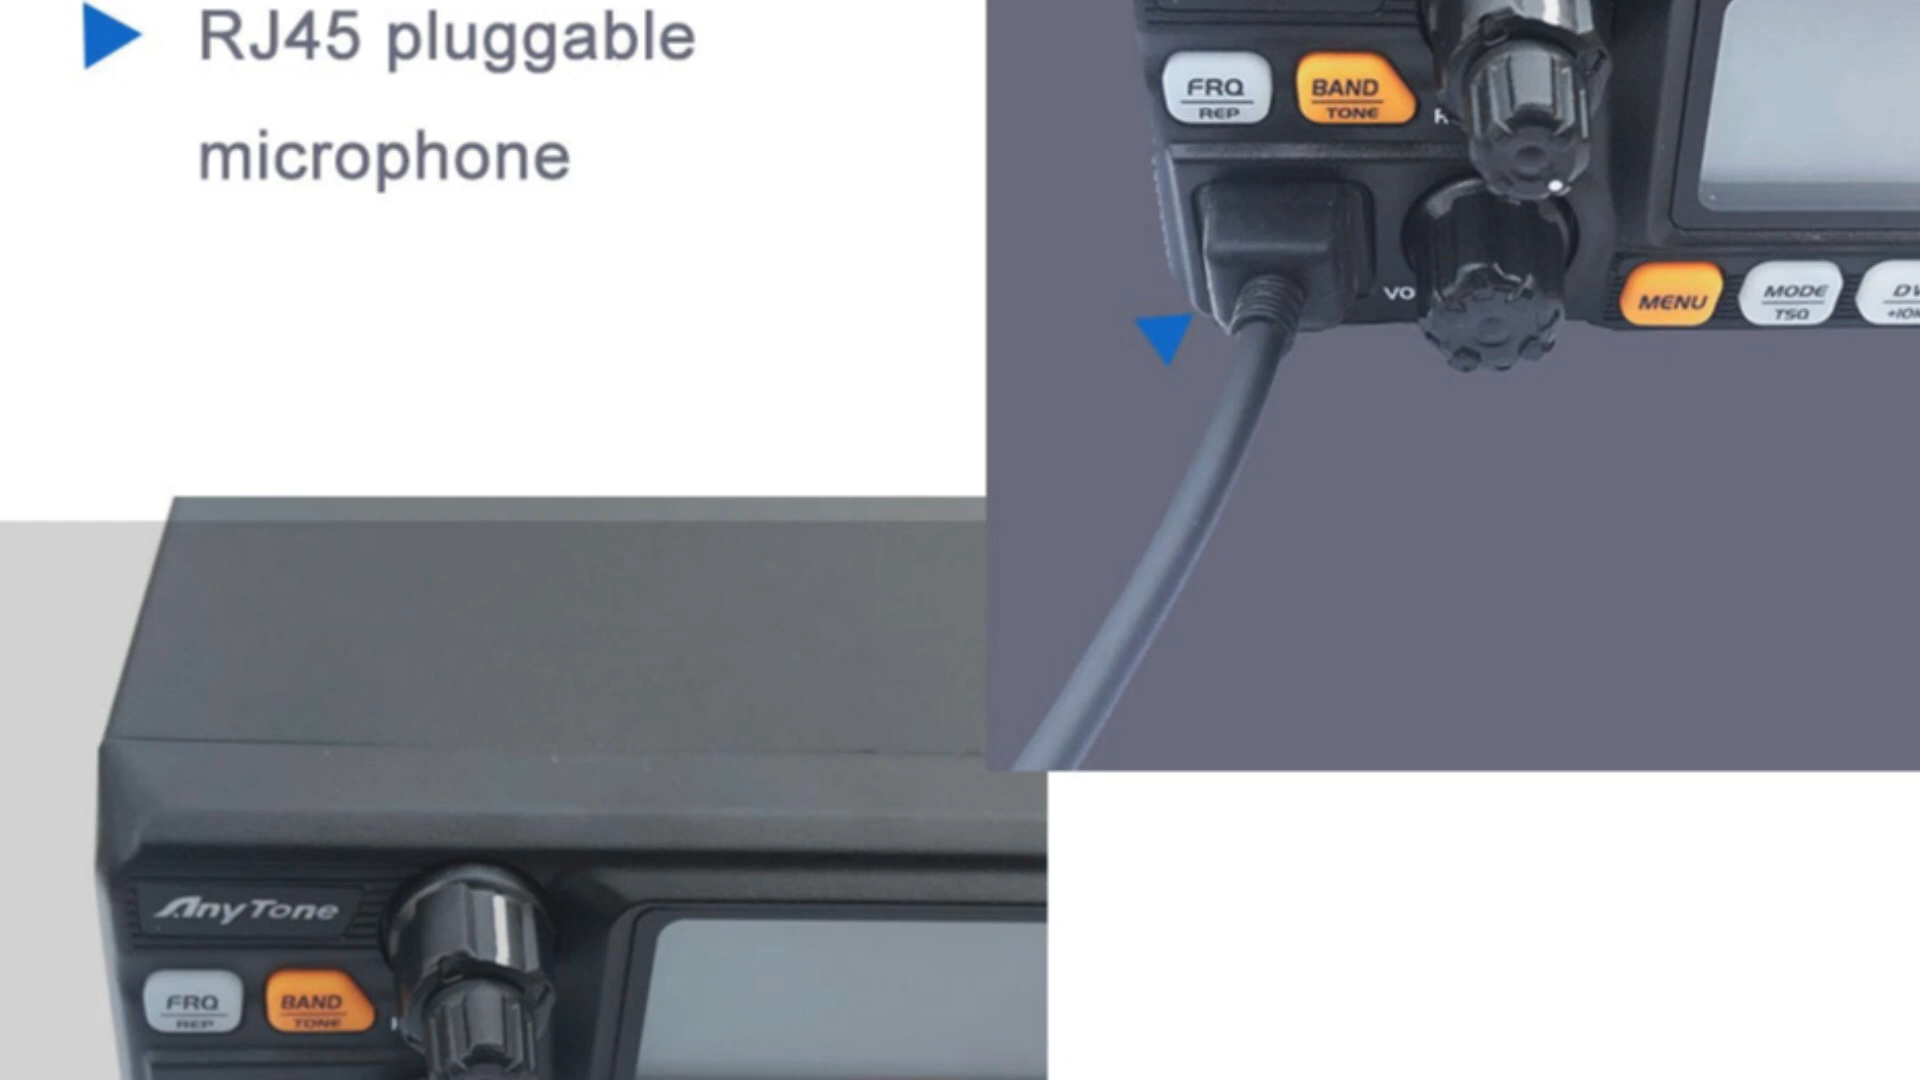 RJ45 pluggable
microphone
FRQ
REP
BAND
TONE
VO
MENU
MODE
TSQ
AnyTone
FRQ
REP
BAND
TONE